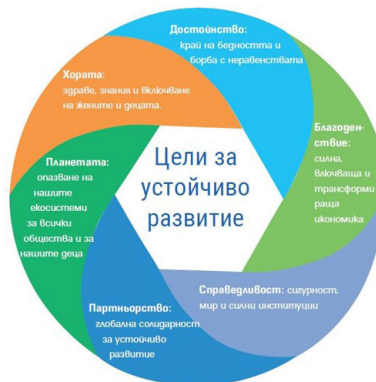 Достойнство:
край на бедността и
борба с неравенствата
Хората:
здраве, знания и включване
на жените и децата.
Благоден-
ствие:
силна,
включваща и
трансформи
раща
икономика
Планетата:
опазване на
нашите
екосистеми
за всички
общества и за
нашите деца
Цели за
устойчиво
развитие
Справедливост: сигурност,
мир и силни институции
Партньорство:
глобална солидарност
за устойчиво
развитие